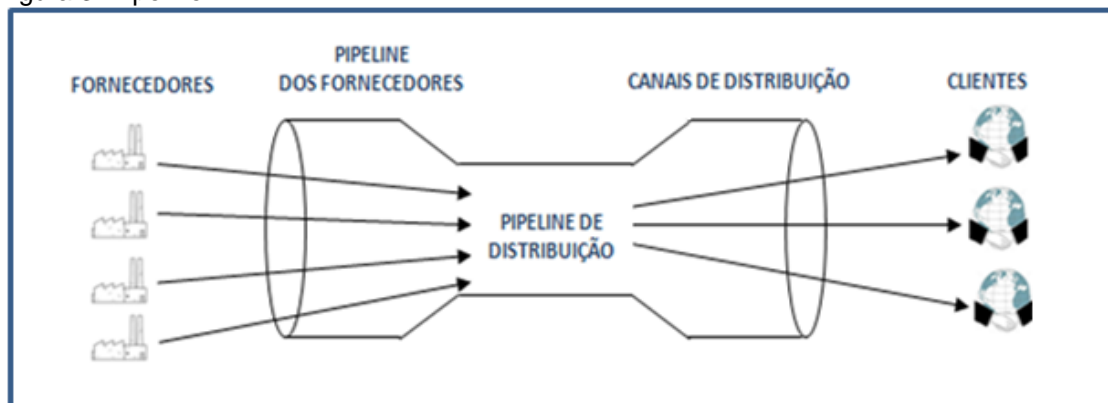 PIPELINE
FORNECEDORES
DOS FORNECEDORES
CANAIS DE DISTRIBUIÇÃO
CLIENTES
PIPELINE DE
DISTRIBUIÇÃO